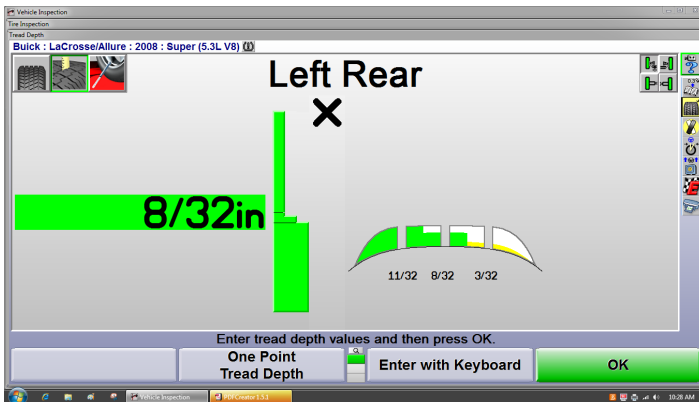 Vehicle Inspection
Tire Inspection
Tread Depth
Buick : LaCrosse/Allure : 2008 : Super (5.3L V8)
Left Rear
8/32in
11/32 8/32 3/32
Enter tread depth values and then press OK.
One Point
Tread Depth
Enter with Keyboard
OK
Vehicle Inspection
PDFCreator 1.5.1
10:28 AM